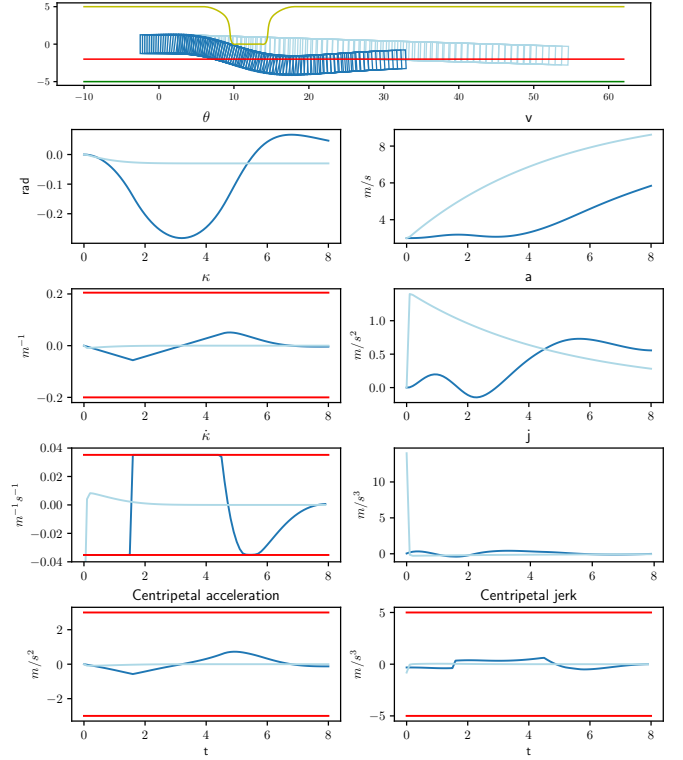 5
0
−5
−10 0 10 20 30 40 50 60
θ v
rad
0.0
−0.1
−0.2
0 2 4 6 8
m/s
8
6
4
0 2 4 6 8
κ a
m⁻¹
0.2
0.0
−0.2
0 2 4 6 8
m/s²
1.0
0.5
0.0
0 2 4 6 8
κ̇ j
m⁻¹s⁻¹
0.04
0.02
0.00
−0.02
−0.04
0 2 4 6 8
m/s³
10
5
0
0 2 4 6 8
Centripetal acceleration Centripetal jerk
m/s²
2
0
−2
0 2 4 6 8
t
m/s³
5
0
−5
0 2 4 6 8
t